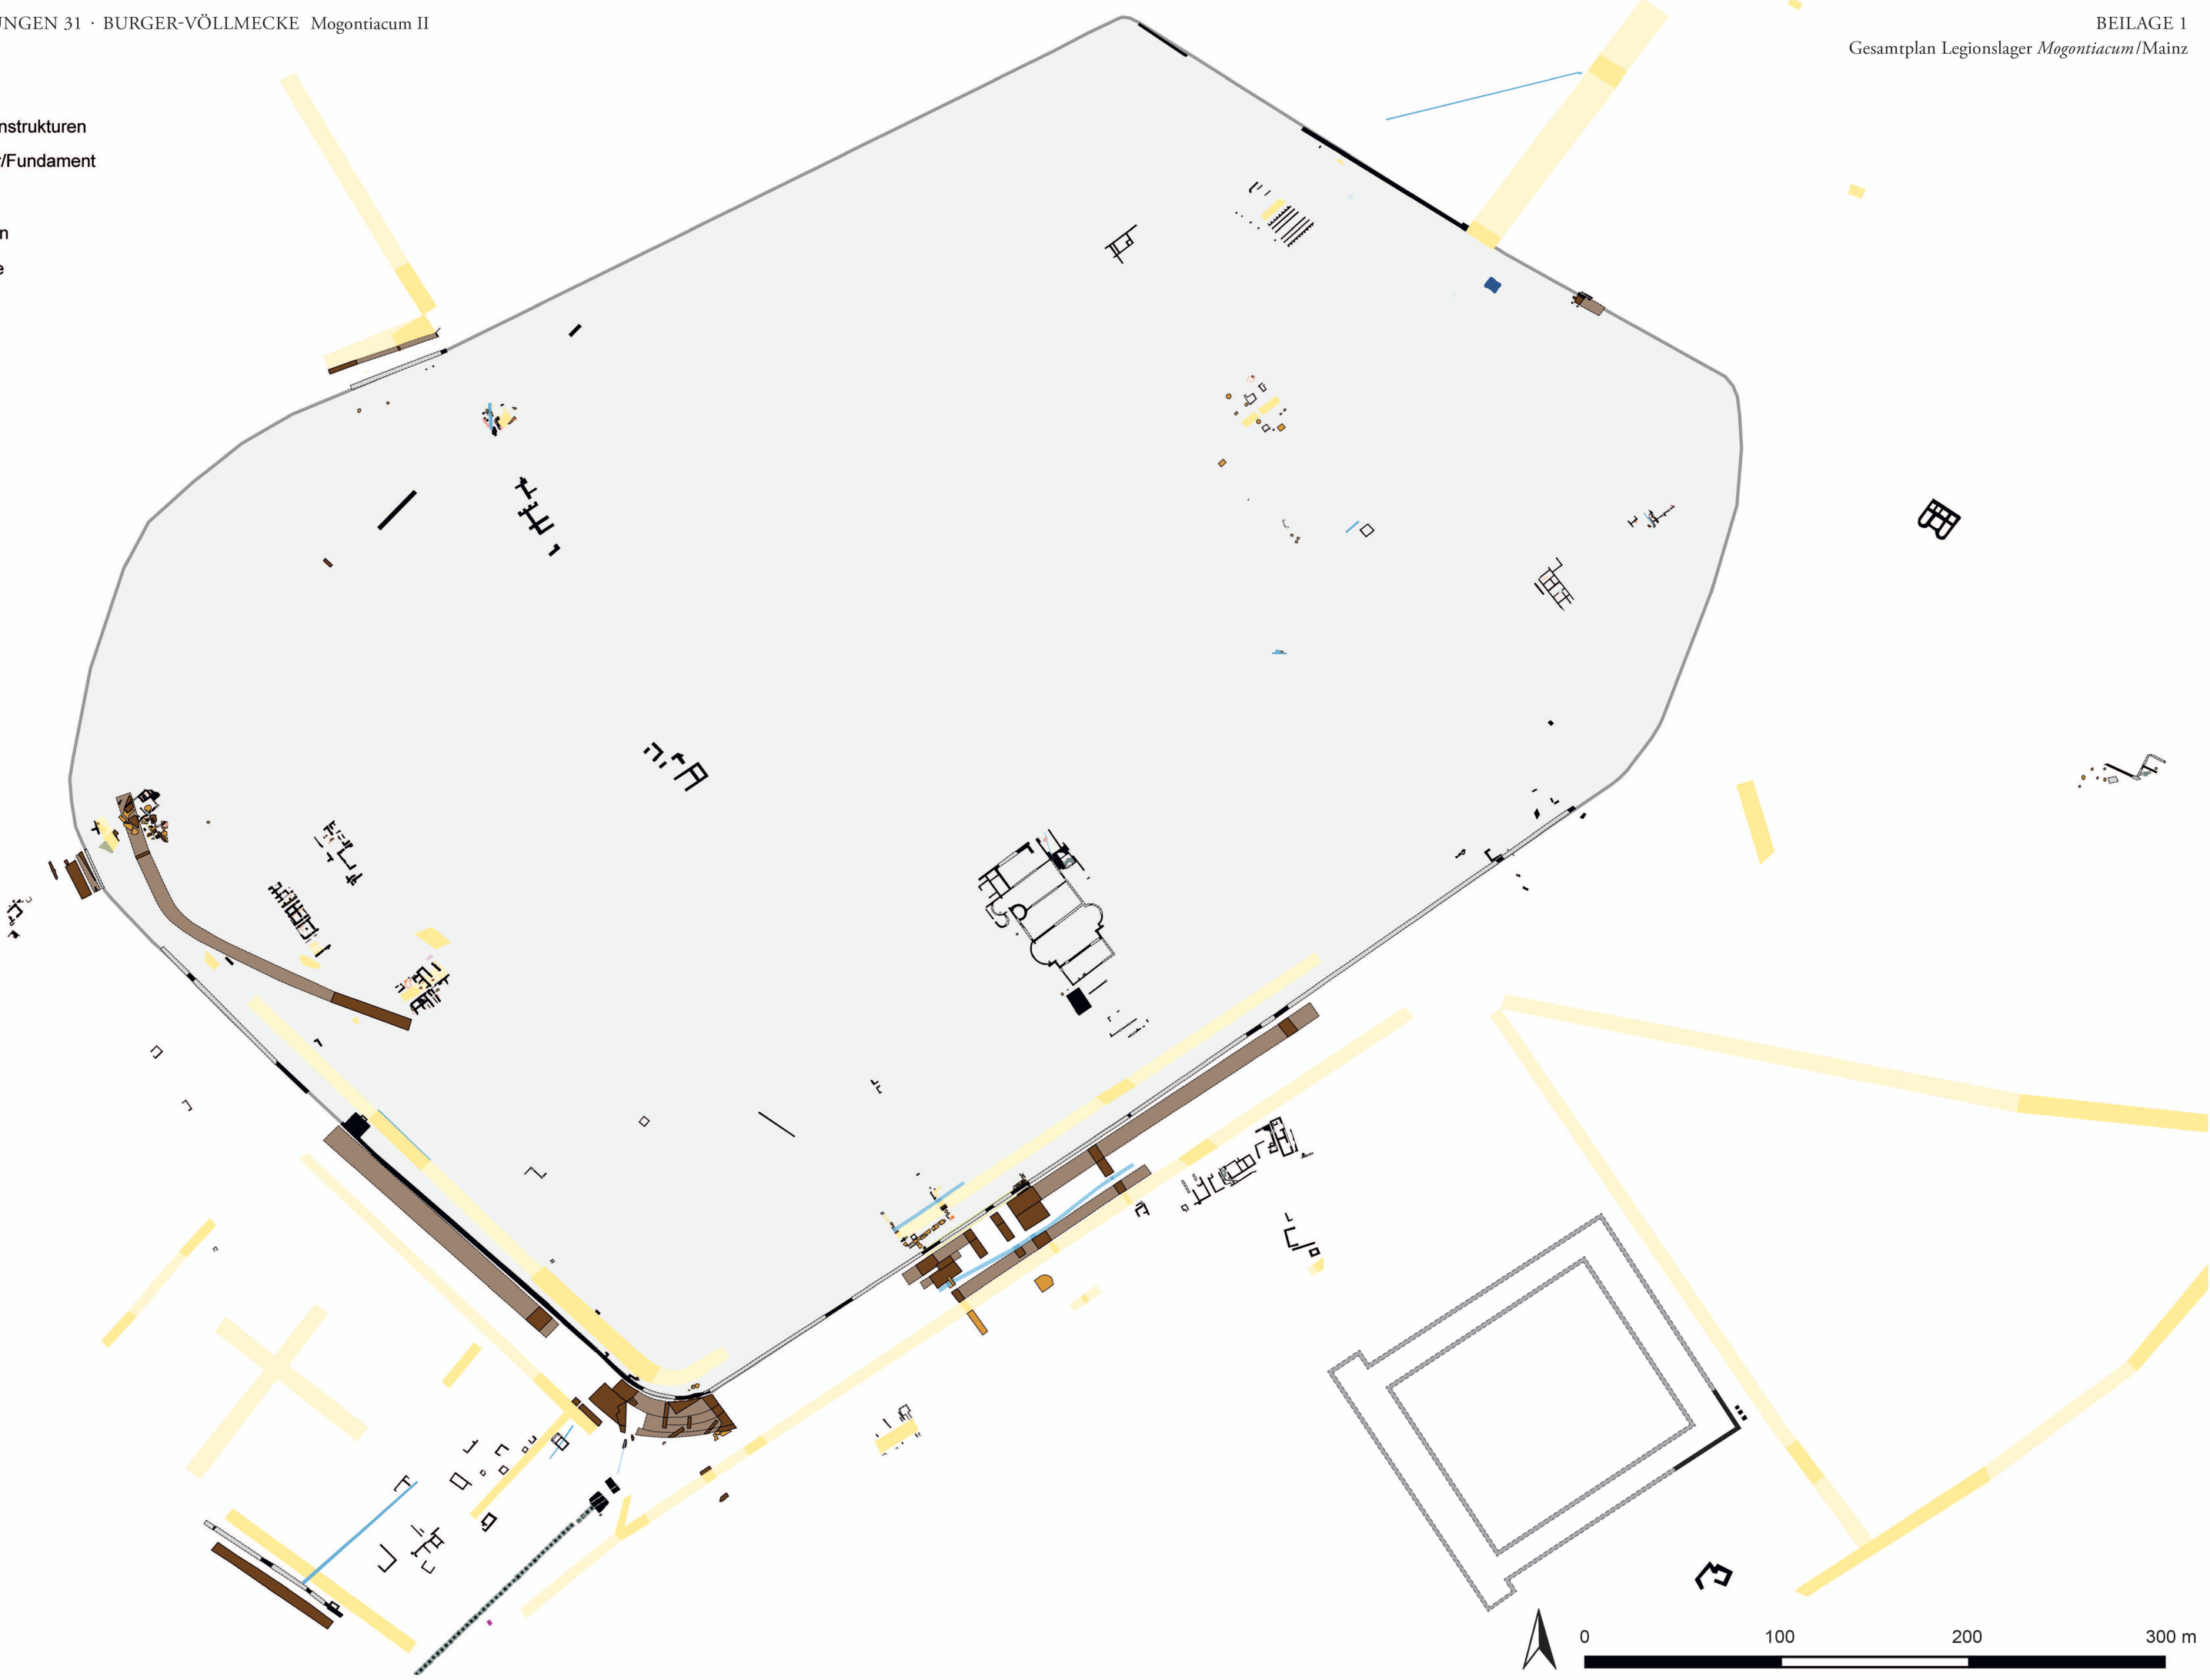 UNGEN 31 · BURGER-VÖLLMECKE Mogontiacum II
BEILAGE 1
Gesamtplan Legionslager Mogontiacum/Mainz
nstrukturen
/Fundament
n
e
0 100 200 300 m